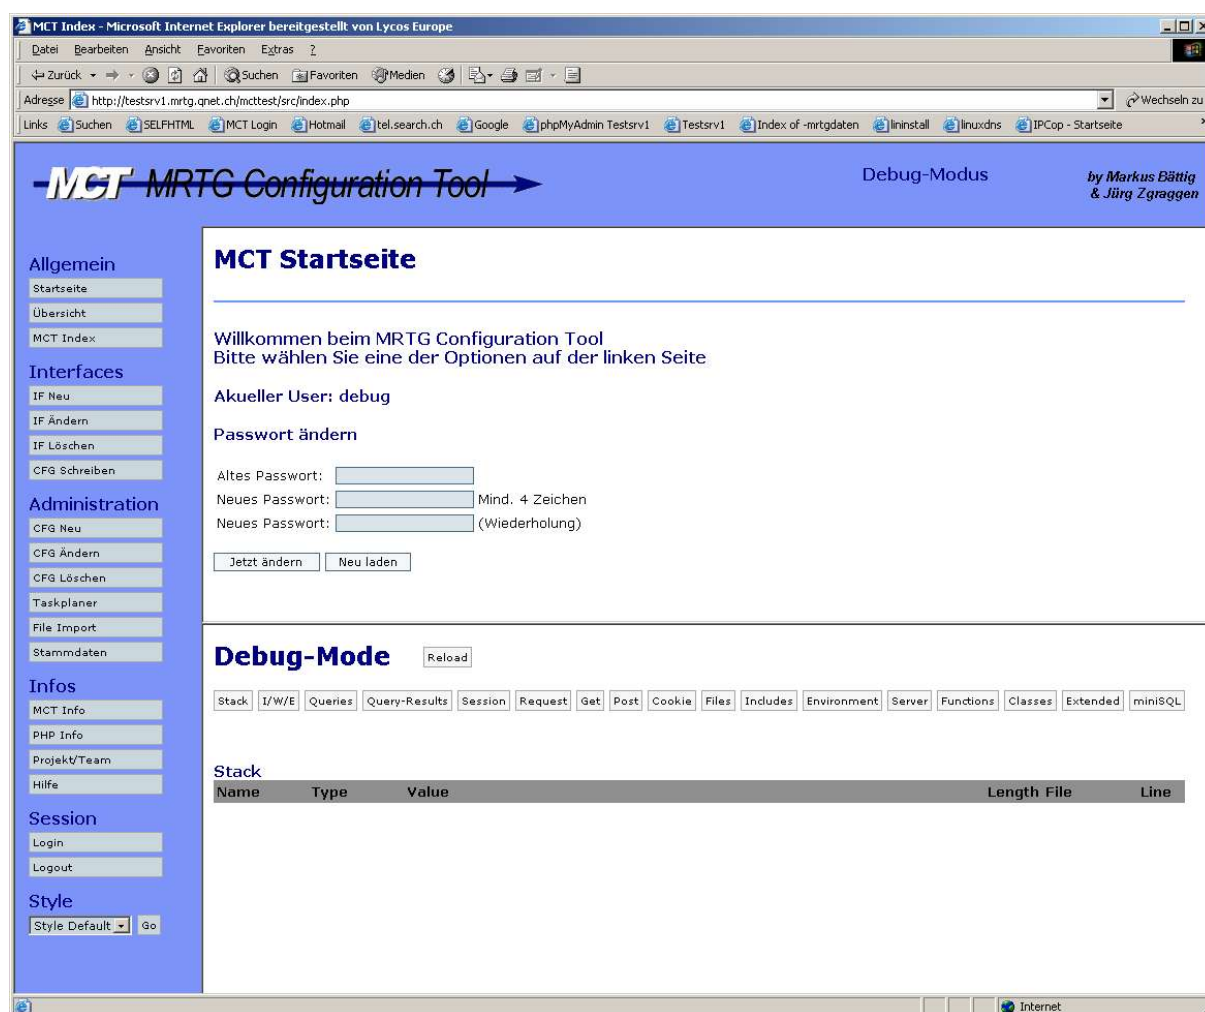 MCT Index - Microsoft Internet Explorer bereitgestellt von Lycos Europe
Datei Bearbeiten Ansicht Favoriten Extras ?
Zurück Suchen Favoriten Medien
Adresse http://testsrv1.mrtg.qnet.ch/mcttest/src/index.php Wechseln zu
Links Suchen SELFHTML MCT Login Hotmail tel.search.ch Google phpMyAdmin Testsrv1 Testsrv1 Index of -mrtgdaten lininstall linuxdns IPCop - Startseite
MCT MRTG Configuration Tool
Debug-Modus
by Markus Bättig
& Jürg Zgraggen
Allgemein
Startseite
Übersicht
MCT Index
Interfaces
IF Neu
IF Ändern
IF Löschen
CFG Schreiben
Administration
CFG Neu
CFG Ändern
CFG Löschen
Taskplaner
File Import
Stammdaten
Infos
MCT Info
PHP Info
Projekt/Team
Hilfe
Session
Login
Logout
Style
Style Default Go
MCT Startseite
Willkommen beim MRTG Configuration Tool
Bitte wählen Sie eine der Optionen auf der linken Seite
Akueller User: debug
Passwort ändern
Altes Passwort:
Neues Passwort: Mind. 4 Zeichen
Neues Passwort: (Wiederholung)
Jetzt ändern Neu laden
Debug-Mode Reload
Stack I/W/E Queries Query-Results Session Request Get Post Cookie Files Includes Environment Server Functions Classes Extended miniSQL
Stack
Name Type Value Length File Line
Internet